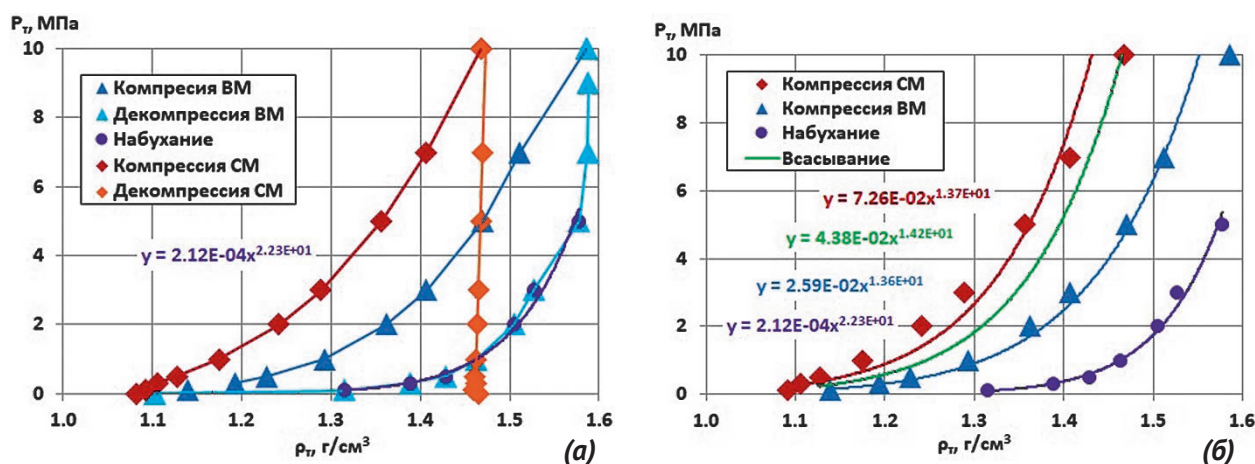 Pт, МПа
10
8
6
4
2
0
Компресия ВМ
Декомпрессия ВМ
Набухание
Компрессия СМ
Декомпрессия СМ
y = 2.12E-04x^2.23E+01
1.0 1.1 1.2 1.3 1.4 1.5 1.6
ρт, г/см³
(а)
Pт, МПа
10
8
6
4
2
0
Компрессия СМ
Компрессия ВМ
Набухание
Всасывание
y = 7.26E-02x^1.37E+01
y = 4.38E-02x^1.42E+01
y = 2.59E-02x^1.36E+01
y = 2.12E-04x^2.23E+01
1.0 1.1 1.2 1.3 1.4 1.5 1.6
ρт, г/см³
(б)